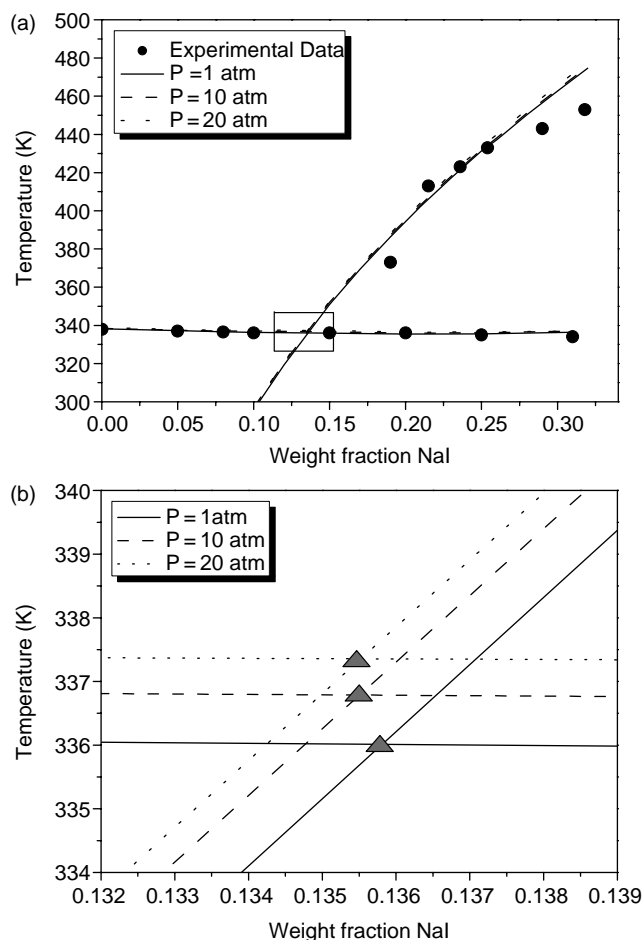 (a)
500
480
460
440
420
400
380
360
340
320
300
Temperature (K)
Experimental Data
P =1 atm
P = 10 atm
P = 20 atm
0.00 0.05 0.10 0.15 0.20 0.25 0.30
Weight fraction NaI
(b)
340
339
338
337
336
335
334
Temperature (K)
P = 1atm
P = 10 atm
P = 20 atm
0.132 0.133 0.134 0.135 0.136 0.137 0.138 0.139
Weight fraction NaI